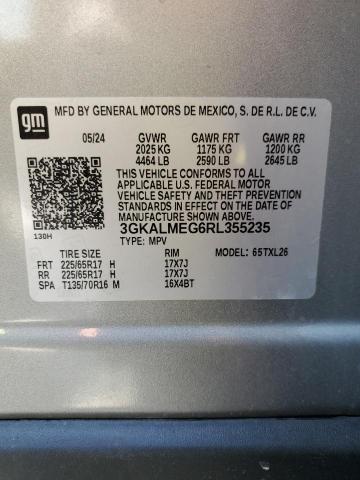 gm
MFD BY GENERAL MOTORS DE MEXICO, S. DE R.L. DE C.V.
05/24 GVWR GAWR FRT GAWR RR
2025 KG 1175 KG 1200 KG
4464 LB 2590 LB 2645 LB
THIS VEHICLE CONFORMS TO ALL
APPLICABLE U.S. FEDERAL MOTOR
VEHICLE SAFETY AND THEFT PREVENTION
STANDARDS IN EFFECT ON THE DATE OF
MANUFACTURE SHOWN ABOVE.
130H 3GKALMEG6RL355235
TYPE: MPV MODEL: 65TXL26
TIRE SIZE RIM
FRT 225/65R17 H 17X7J
RR 225/65R17 H 17X7J
SPA T135/70R16 M 16X4BT